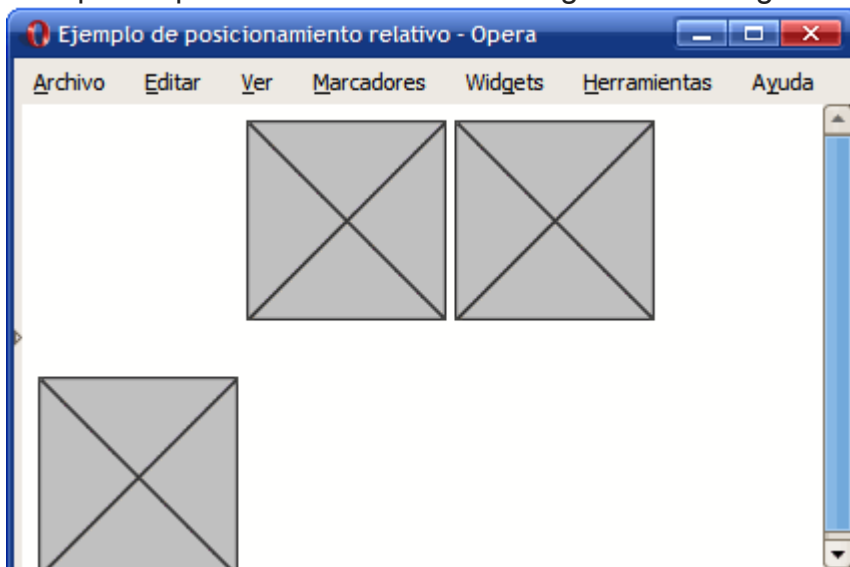 Ejemplo de posicionamiento relativo - Opera
Archivo Editar Ver Marcadores Widgets Herramientas Ayuda